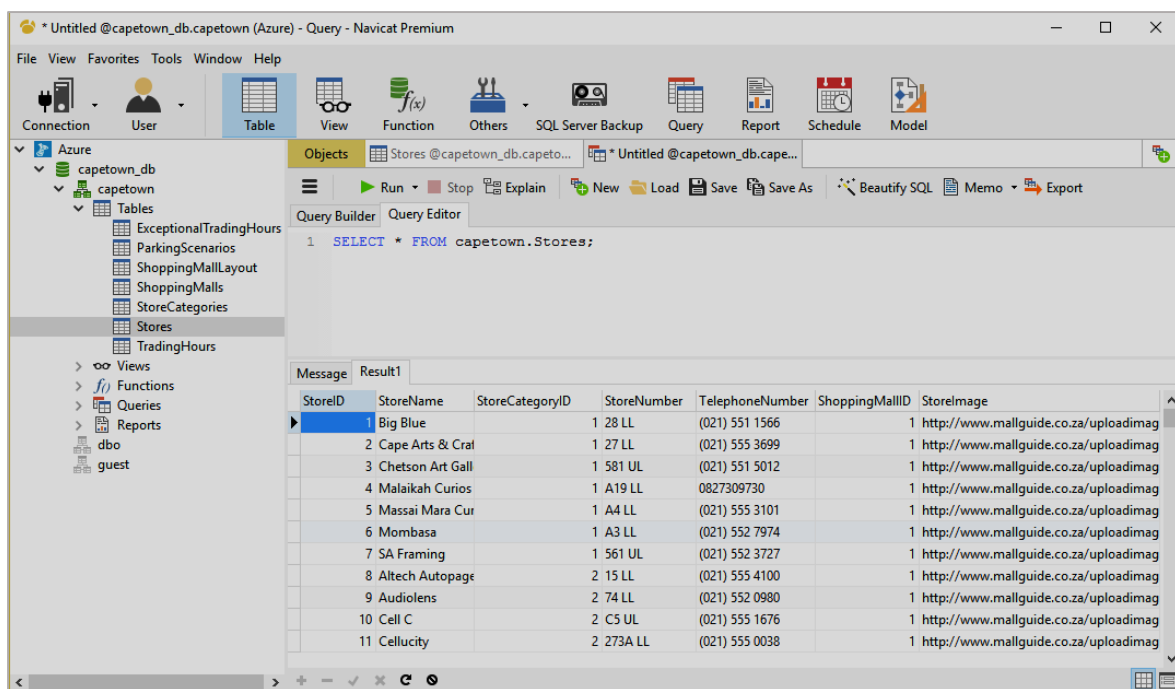 * Untitled @capetown_db.capetown (Azure) - Query - Navicat Premium
File View Favorites Tools Window Help
Connection User Table View Function Others SQL Server Backup Query Report Schedule Model
Azure
capetown_db
capetown
Tables
ExceptionalTradingHours
ParkingScenarios
ShoppingMallLayout
ShoppingMalls
StoreCategories
Stores
TradingHours
Views
Functions
Queries
Reports
dbo
guest
Objects Stores @capetown_db.capeto... * Untitled @capetown_db.cape...
Run Stop Explain New Load Save Save As Beautify SQL Memo Export
Query Builder Query Editor
1 SELECT * FROM capetown.Stores;
Message Result1
StoreID StoreName StoreCategoryID StoreNumber TelephoneNumber ShoppingMallID StoreImage
1 Big Blue 1 28 LL (021) 551 1566 1 http://www.mallguide.co.za/uploadimag
2 Cape Arts & Craf 1 27 LL (021) 555 3699 1 http://www.mallguide.co.za/uploadimag
3 Chetson Art Gall 1 581 UL (021) 551 5012 1 http://www.mallguide.co.za/uploadimag
4 Malaikah Curios 1 A19 LL 0827309730 1 http://www.mallguide.co.za/uploadimag
5 Massai Mara Cur 1 A4 LL (021) 555 3101 1 http://www.mallguide.co.za/uploadimag
6 Mombasa 1 A3 LL (021) 552 7974 1 http://www.mallguide.co.za/uploadimag
7 SA Framing 1 561 UL (021) 552 3727 1 http://www.mallguide.co.za/uploadimag
8 Altech Autopage 2 15 LL (021) 555 4100 1 http://www.mallguide.co.za/uploadimag
9 Audiolens 2 74 LL (021) 552 0980 1 http://www.mallguide.co.za/uploadimag
10 Cell C 2 C5 UL (021) 555 1676 1 http://www.mallguide.co.za/uploadimag
11 Cellucity 2 273A LL (021) 555 0038 1 http://www.mallguide.co.za/uploadimag